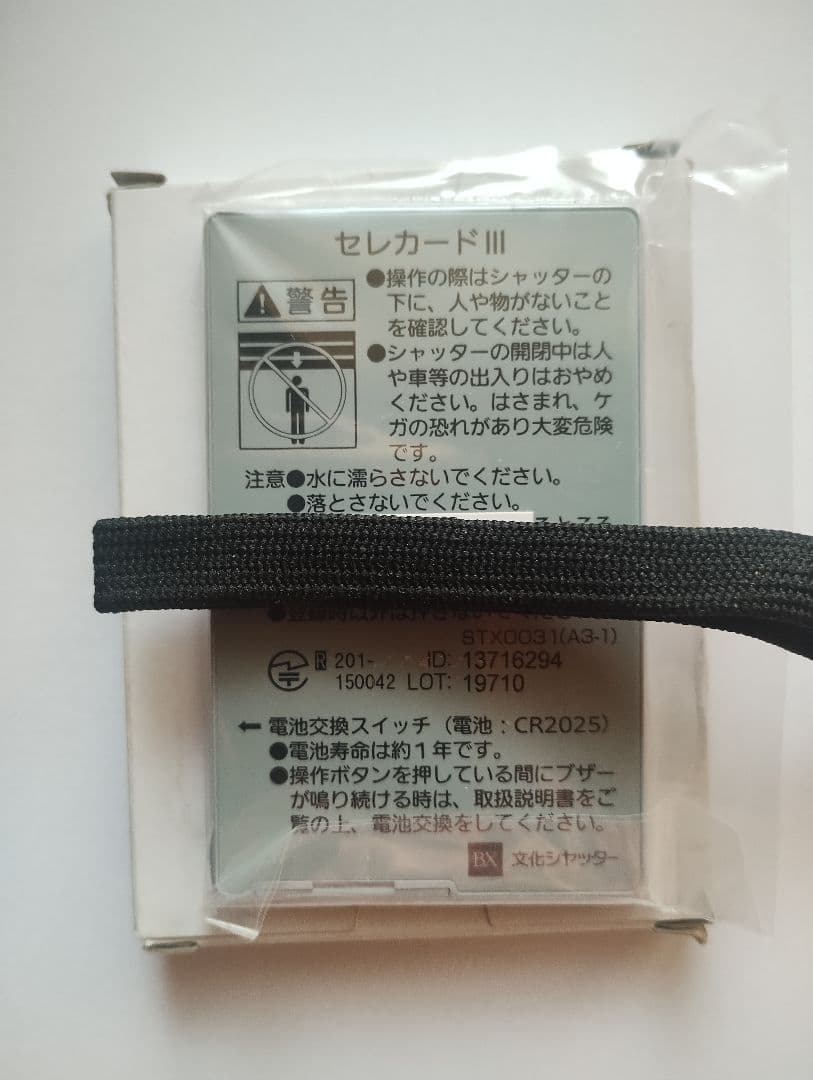 セレカードIII
警告
●操作の際はシャッターの
下に、人や物がないこと
を確認してください。
●シャッターの開閉中は人
や車等の出入りはおやめ
ください。はさまれ、ケ
ガの恐れがあり大変危険
です。
注意●水に濡らさないでください。
●落とさないでください。
STX0031(A3-1)
R 201- ID: 13716294
150042 LOT: 19710
← 電池交換スイッチ（電池：CR2025）
●電池寿命は約1年です。
●操作ボタンを押している間にブザー
が鳴り続ける時は、取扱説明書をご
覧の上、電池交換をしてください。
BX 文化シヤッター